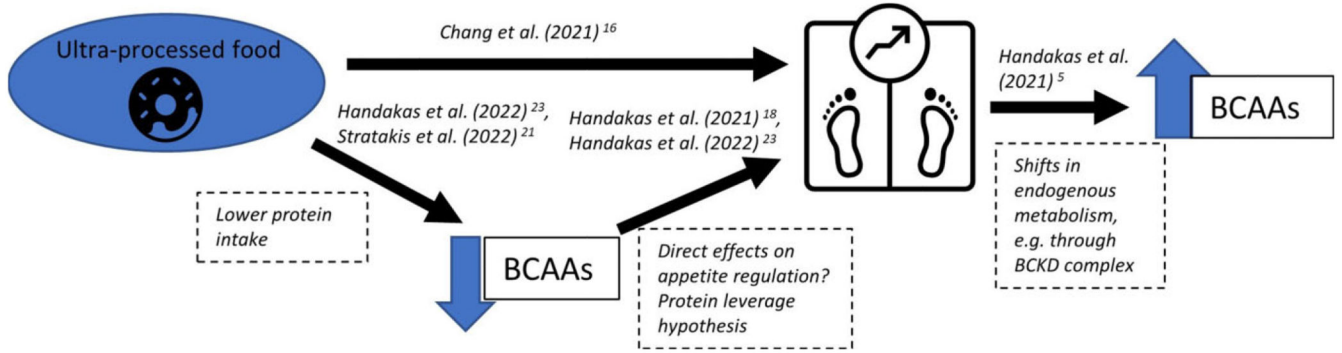 Ultra-processed food
Chang et al. (2021) 16
Handakas et al. (2022) 23,
Stratakis et al. (2022) 21
Handakas et al. (2021) 18,
Handakas et al. (2022) 23
Handakas et al.
(2021) 5
BCAAs
Lower protein
intake
BCAAs
Direct effects on
appetite regulation?
Protein leverage
hypothesis
Shifts in
endogenous
metabolism,
e.g. through
BCKD complex